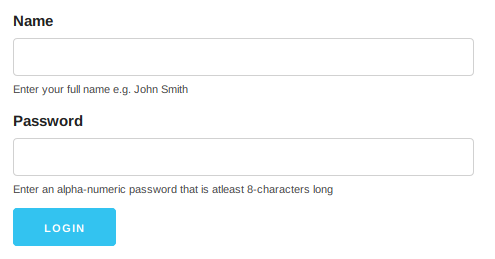 Name
Enter your full name e.g. John Smith
Password
Enter an alpha-numeric password that is atleast 8-characters long
LOGIN